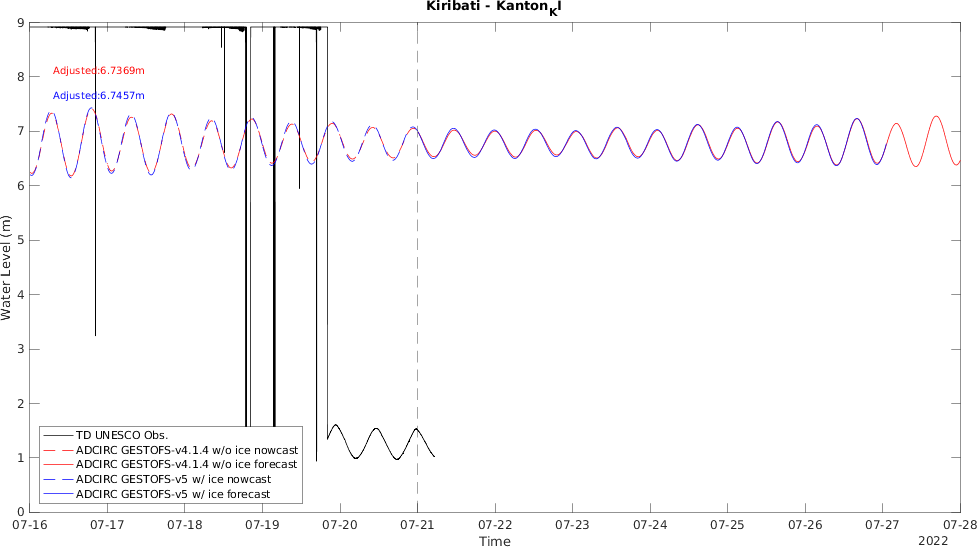 Kiribati - Kanton_KI
9
8
7
6
5
4
3
2
1
0
Water Level (m)
Adjusted:6.7369m
Adjusted:6.7457m
TD UNESCO Obs.
ADCIRC GESTOFS-v4.1.4 w/o ice nowcast
ADCIRC GESTOFS-v4.1.4 w/o ice forecast
ADCIRC GESTOFS-v5 w/ ice nowcast
ADCIRC GESTOFS-v5 w/ ice forecast
07-16 07-17 07-18 07-19 07-20 07-21 07-22 07-23 07-24 07-25 07-26 07-27 07-28
Time
2022